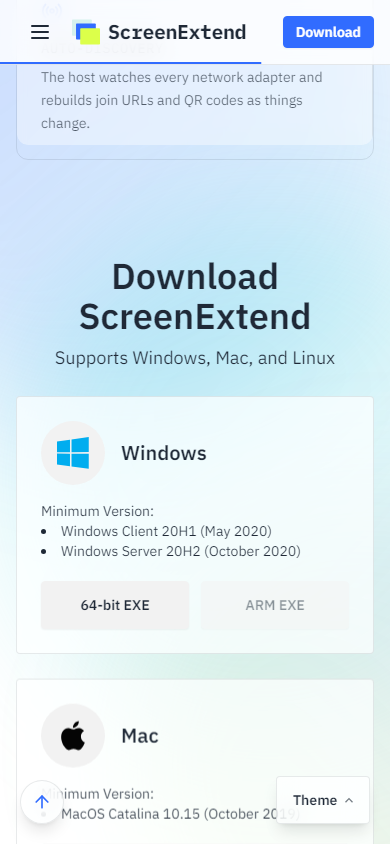 ScreenExtend
Download
The host watches every network adapter and
rebuilds join URLs and QR codes as things
change.
Download
ScreenExtend
Supports Windows, Mac, and Linux
Windows
Minimum Version:
Windows Client 20H1 (May 2020)
Windows Server 20H2 (October 2020)
64-bit EXE
ARM EXE
Mac
Minimum Version:
MacOS Catalina 10.15 (October 2019)
Theme